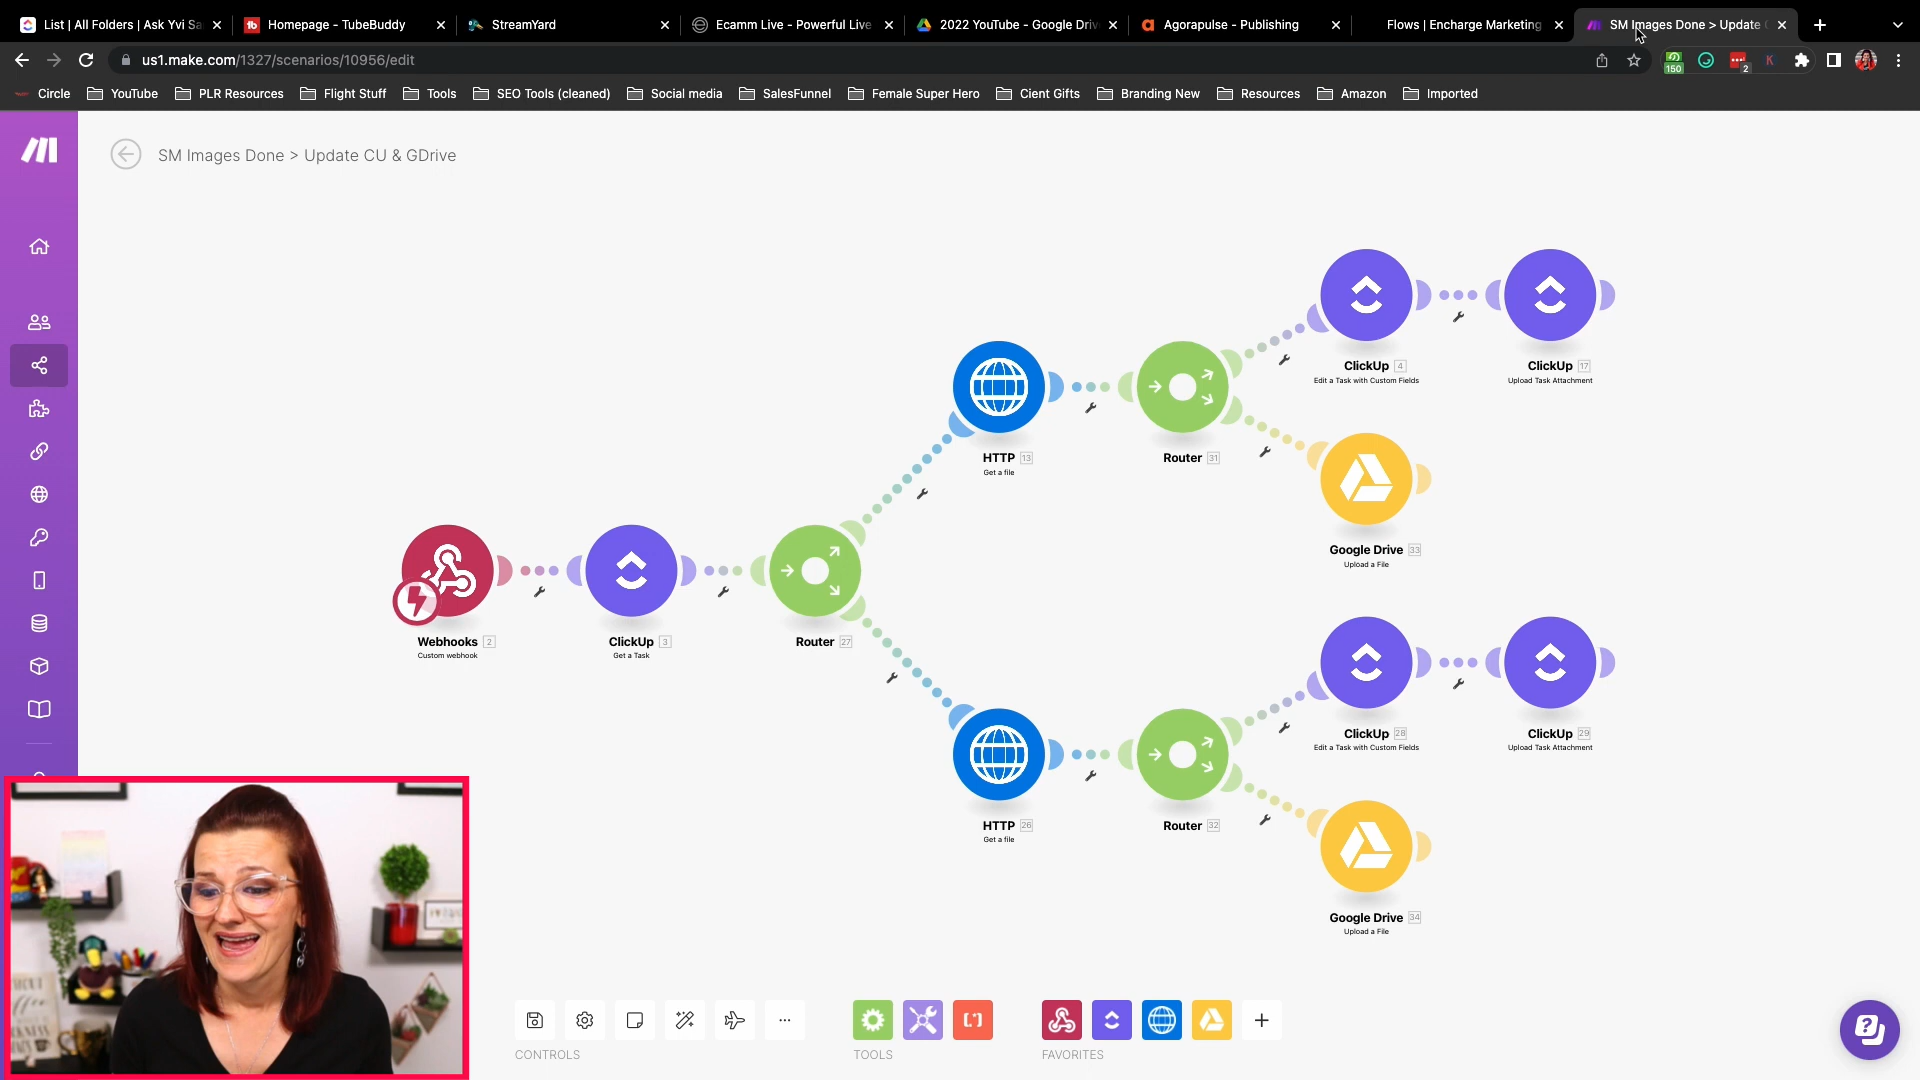 List | All Folders | Ask Yvi Sa
Homepage - TubeBuddy
StreamYard
Ecamm Live - Powerful Live
2022 YouTube - Google Driv
Agorapulse - Publishing
Flows | Encharge Marketing
SM Images Done > Update
us1.make.com/1327/scenarios/10956/edit
150
2
K
Circle
YouTube
PLR Resources
Flight Stuff
Tools
SEO Tools (cleaned)
Social media
SalesFunnel
Female Super Hero
Cient Gifts
Branding New
Resources
Amazon
Imported
SM Images Done > Update CU & GDrive
ClickUp 4
Edit a Task with Custom Fields
ClickUp 17
Upload Task Attachment
HTTP 13
Get a file
Router 31
Google Drive 33
Upload a File
Webhooks 2
Custom webhook
ClickUp 3
Get a Task
Router 27
ClickUp 28
Edit a Task with Custom Fields
ClickUp 29
Upload Task Attachment
HTTP 26
Get a file
Router 32
Google Drive 34
Upload a File
CONTROLS
TOOLS
FAVORITES